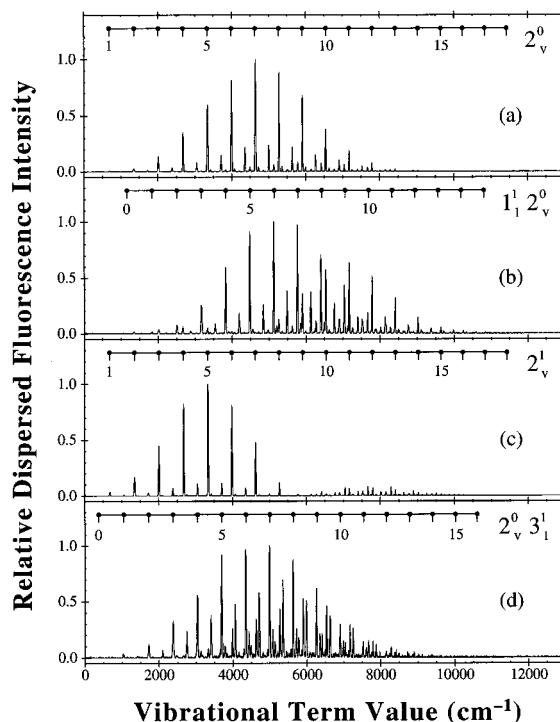 Relative Dispersed Fluorescence Intensity
1 5 10 15 2⁰ᵥ
1.0
0.5 (a)
0.0
0 5 10 1¹₁ 2⁰ᵥ
1.0
0.5 (b)
0.0
1 5 10 15 2¹ᵥ
1.0
0.5 (c)
0.0
0 5 10 15 2⁰ᵥ 3¹₁
1.0
0.5 (d)
0.0
0 2000 4000 6000 8000 10000 12000
Vibrational Term Value (cm⁻¹)